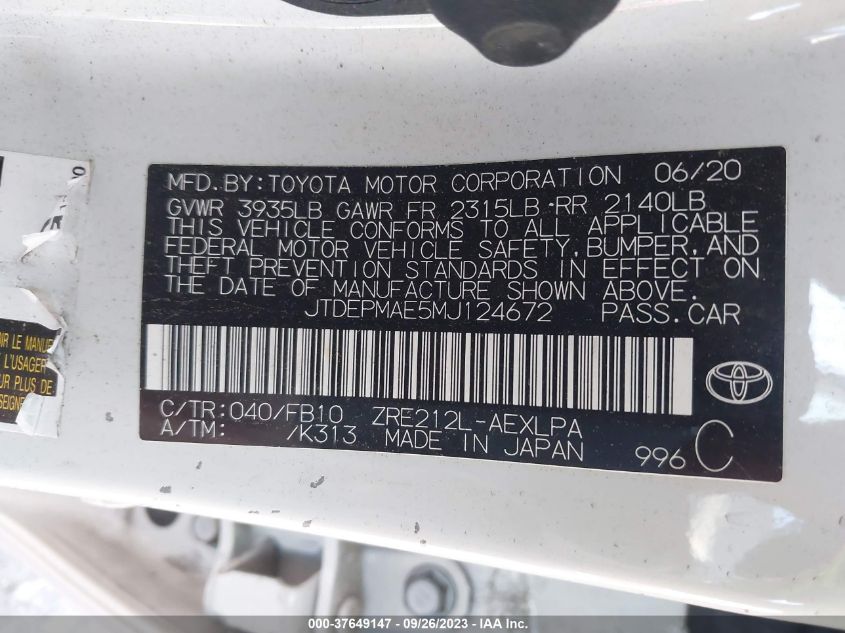 MFD. BY: TOYOTA MOTOR CORPORATION 06/20
GVWR 3935LB GAWR FR 2315LB RR 2140LB
THIS VEHICLE CONFORMS TO ALL APPLICABLE
FEDERAL MOTOR VEHICLE SAFETY, BUMPER, AND
THEFT PREVENTION STANDARDS IN EFFECT ON
THE DATE OF MANUFACTURE SHOWN ABOVE.
JTDEPMAE5MJ124672 PASS. CAR
C/TR: 040/FB10 ZRE212L-AEXLPA
A/TM: /K313 MADE IN JAPAN
996 C
LE MANUE
L'USAGER
PLUS DE
000-37649147 - 09/26/2023 - IAAI.com